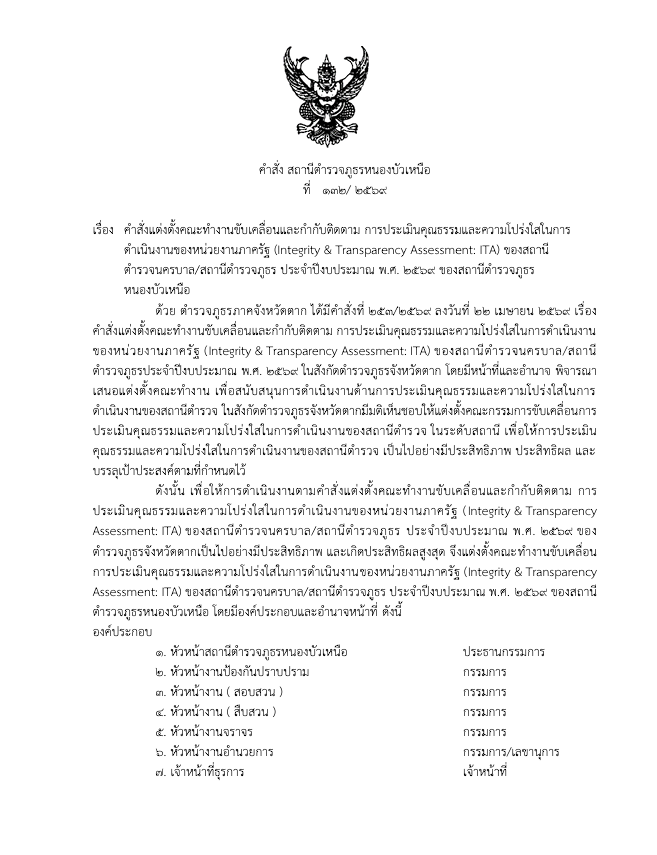 คำสั่ง สถานีตำรวจภูธรหนองบัวเหนือ
ที่ ๑๓๒/ ๒๕๖๙
เรื่อง คำสั่งแต่งตั้งคณะทำงานขับเคลื่อนและกำกับติดตาม การประเมินคุณธรรมและความโปร่งใสในการ
ดำเนินงานของหน่วยงานภาครัฐ (Integrity & Transparency Assessment: ITA) ของสถานี
ตำรวจนครบาล/สถานีตำรวจภูธร ประจำปีงบประมาณ พ.ศ. ๒๕๖๙ ของสถานีตำรวจภูธร
หนองบัวเหนือ
ด้วย ตำรวจภูธรภาคจังหวัดตาก ได้มีคำสั่งที่ ๒๕๓/๒๕๖๙ ลงวันที่ ๒๒ เมษายน ๒๕๖๙ เรื่อง
คำสั่งแต่งตั้งคณะทำงานขับเคลื่อนและกำกับติดตาม การประเมินคุณธรรมและความโปร่งใสในการดำเนินงาน
ของหน่วยงานภาครัฐ (Integrity & Transparency Assessment: ITA) ของสถานีตำรวจนครบาล/สถานี
ตำรวจภูธรประจำปีงบประมาณ พ.ศ. ๒๕๖๙ ในสังกัดตำรวจภูธรจังหวัดตาก โดยมีหน้าที่และอำนาจ พิจารณา
เสนอแต่งตั้งคณะทำงาน เพื่อสนับสนุนการดำเนินงานด้านการประเมินคุณธรรมและความโปร่งใสในการ
ดำเนินงานของสถานีตำรวจ ในสังกัดตำรวจภูธรจังหวัดตากมีมติเห็นชอบให้แต่งตั้งคณะกรรมการขับเคลื่อนการ
ประเมินคุณธรรมและความโปร่งใสในการดำเนินงานของสถานีตำรวจ ในระดับสถานี เพื่อให้การประเมิน
คุณธรรมและความโปร่งใสในการดำเนินงานของสถานีตำรวจ เป็นไปอย่างมีประสิทธิภาพ ประสิทธิผล และ
บรรลุเป้าประสงค์ตามที่กำหนดไว้
ดังนั้น เพื่อให้การดำเนินงานตามคำสั่งแต่งตั้งคณะทำงานขับเคลื่อนและกำกับติดตาม การ
ประเมินคุณธรรมและความโปร่งใสในการดำเนินงานของหน่วยงานภาครัฐ (Integrity & Transparency
Assessment: ITA) ของสถานีตำรวจนครบาล/สถานีตำรวจภูธร ประจำปีงบประมาณ พ.ศ. ๒๕๖๙ ของ
ตำรวจภูธรจังหวัดตากเป็นไปอย่างมีประสิทธิภาพ และเกิดประสิทธิผลสูงสุด จึงแต่งตั้งคณะทำงานขับเคลื่อน
การประเมินคุณธรรมและความโปร่งใสในการดำเนินงานของหน่วยงานภาครัฐ (Integrity & Transparency
Assessment: ITA) ของสถานีตำรวจนครบาล/สถานีตำรวจภูธร ประจำปีงบประมาณ พ.ศ. ๒๕๖๙ ของสถานี
ตำรวจภูธรหนองบัวเหนือ โดยมีองค์ประกอบและอำนาจหน้าที่ ดังนี้
องค์ประกอบ
๑. หัวหน้าสถานีตำรวจภูธรหนองบัวเหนือ ประธานกรรมการ
๒. หัวหน้างานป้องกันปราบปราม กรรมการ
๓. หัวหน้างาน ( สอบสวน ) กรรมการ
๔. หัวหน้างาน ( สืบสวน ) กรรมการ
๕. หัวหน้างานจราจร กรรมการ
๖. หัวหน้างานอำนวยการ กรรมการ/เลขานุการ
๗. เจ้าหน้าที่ธุรการ เจ้าหน้าที่